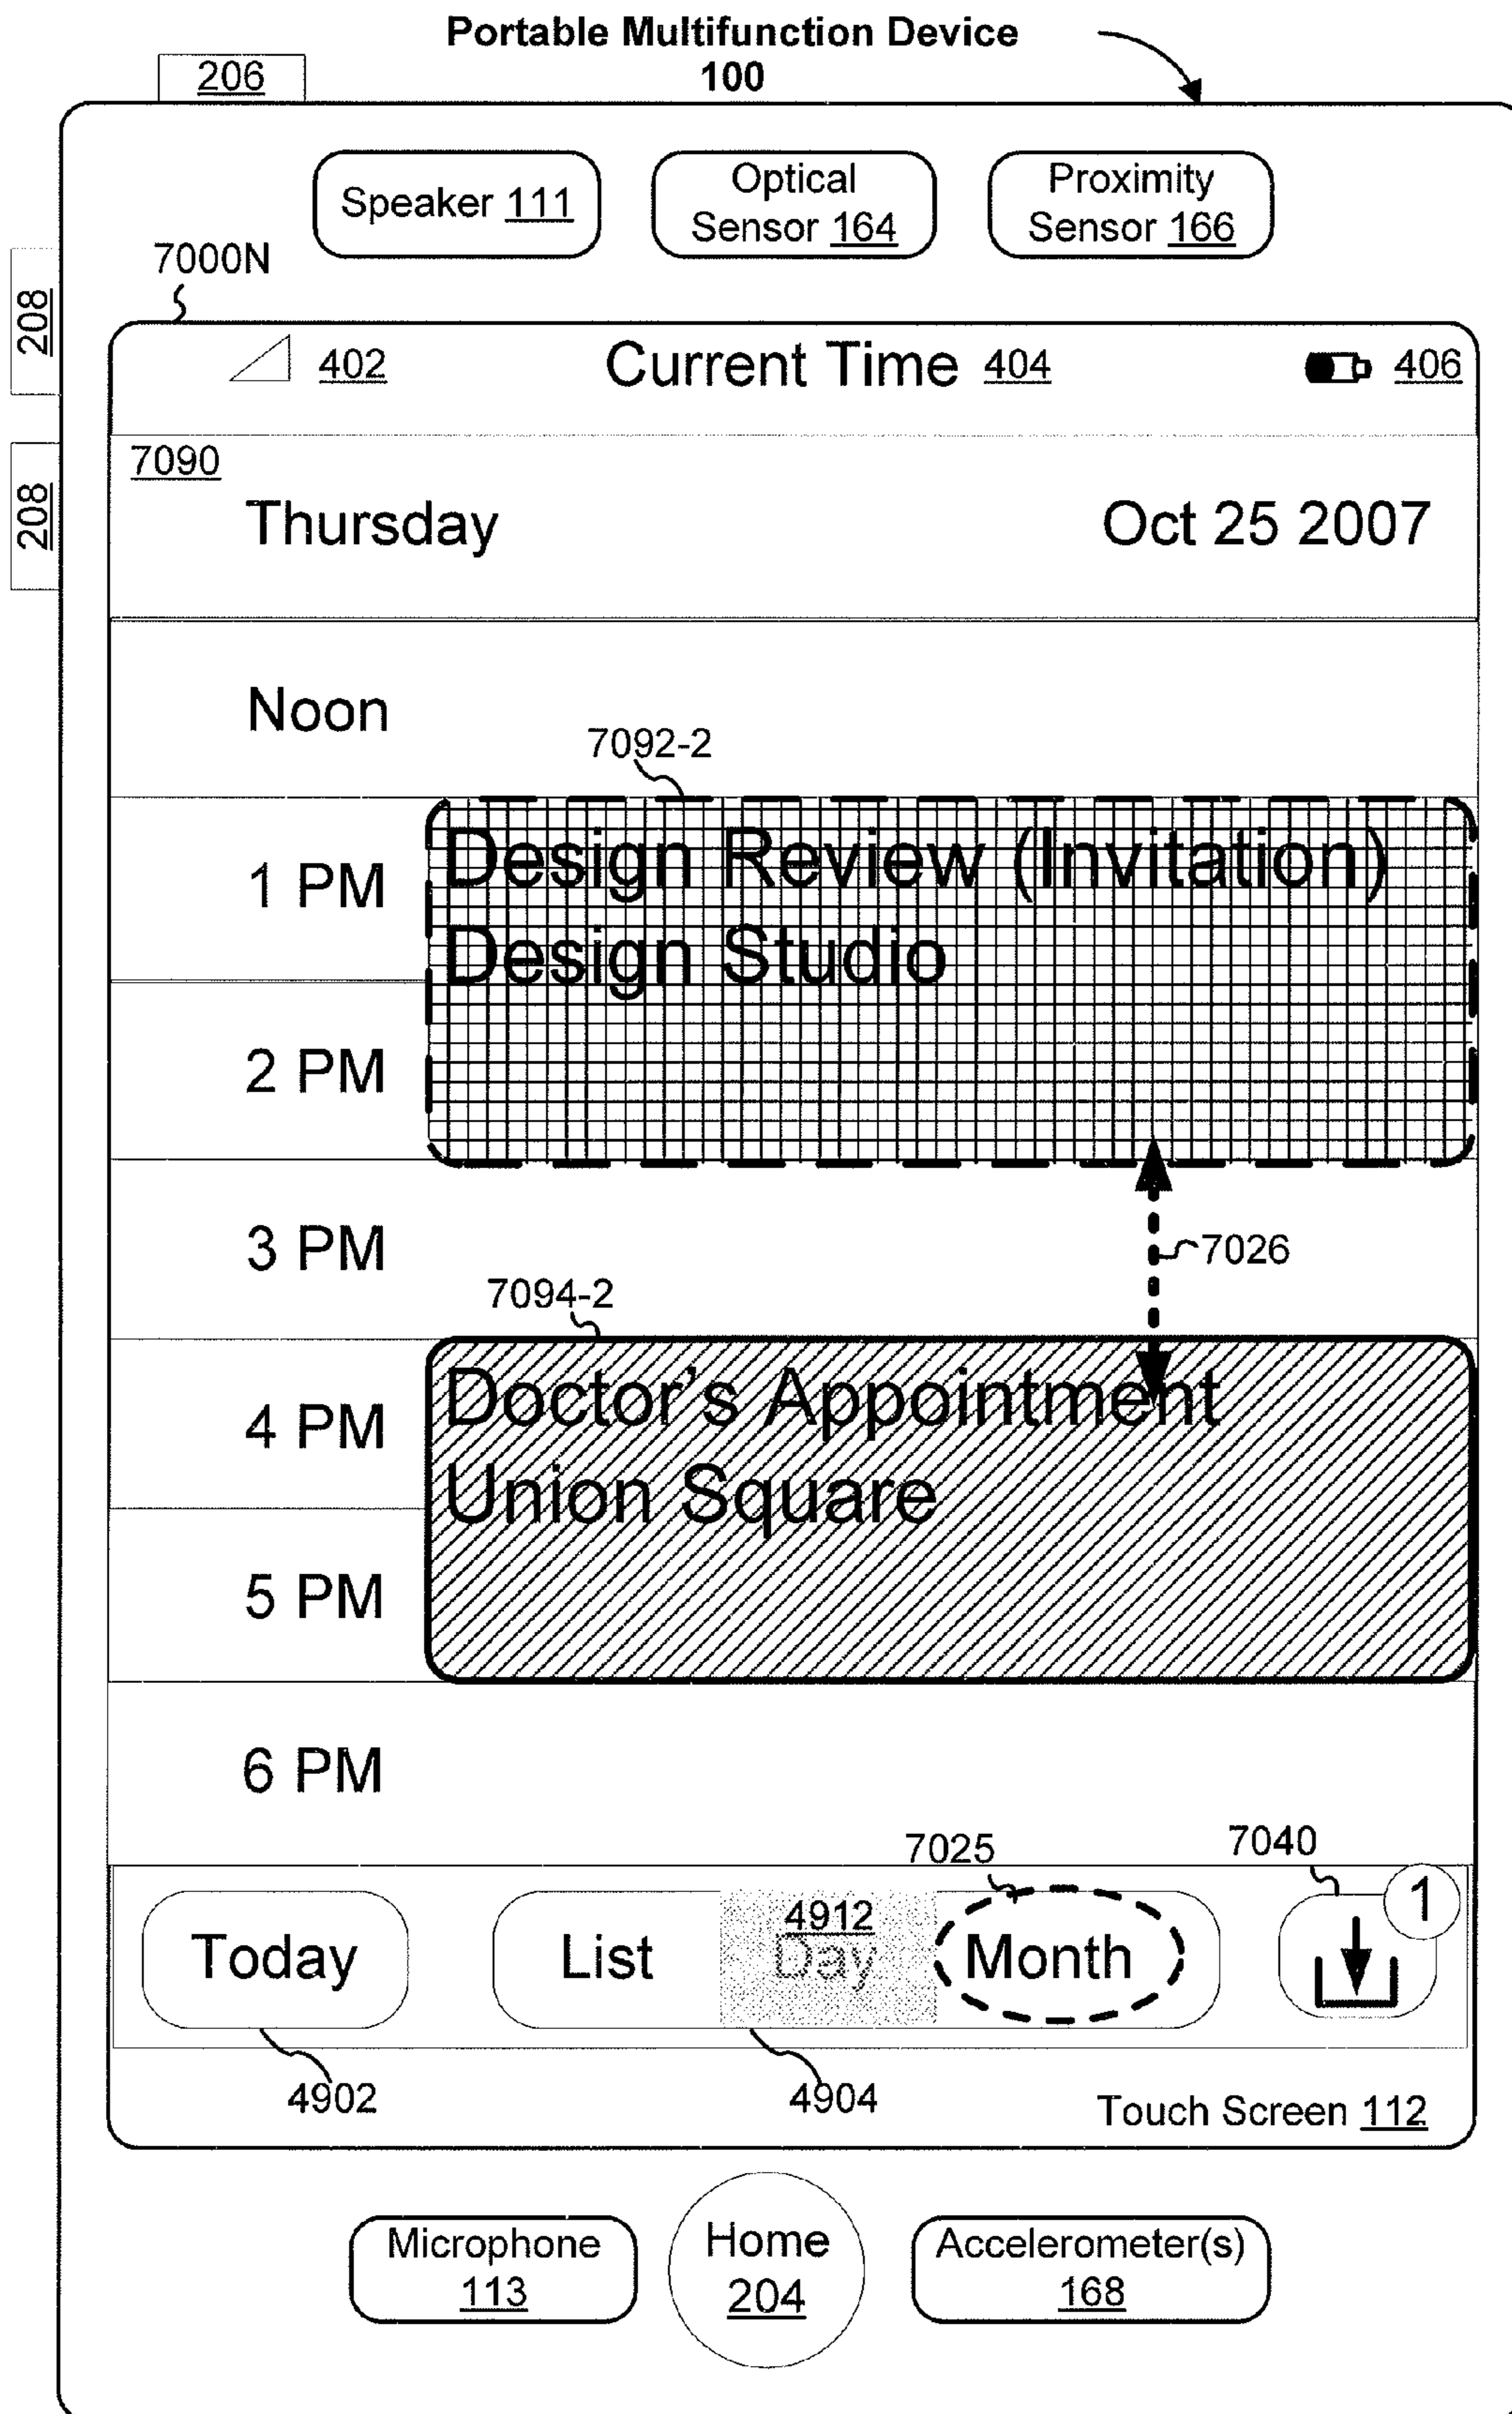 Portable Multifunction Device
100
206
Speaker 111
Optical
Sensor 164
Proximity
Sensor 166
7000N
208
208
402
Current Time 404
406
7090
Thursday
Oct 25 2007
Noon
7092-2
1 PM
Design Review (Invitation)
Design Studio
2 PM
3 PM
7026
7094-2
4 PM
Doctor's Appointment
Union Square
5 PM
6 PM
7025
7040
Today
List
4912
Day
Month
1
4902
4904
Touch Screen 112
Microphone
113
Home
204
Accelerometer(s)
168